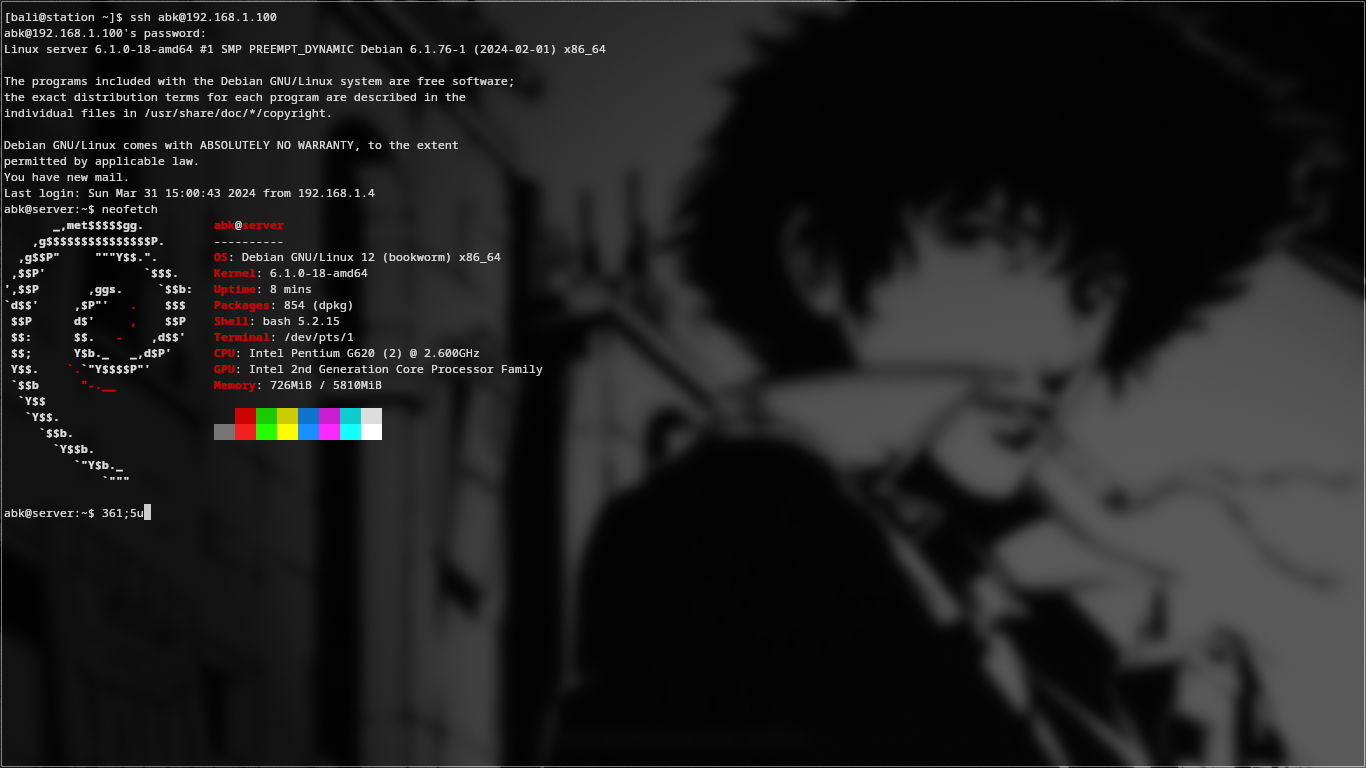 [bali@station ~]$ ssh abk@192.168.1.100
abk@192.168.1.100's password:
Linux server 6.1.0-18-amd64 #1 SMP PREEMPT_DYNAMIC Debian 6.1.76-1 (2024-02-01) x86_64

The programs included with the Debian GNU/Linux system are free software;
the exact distribution terms for each program are described in the
individual files in /usr/share/doc/*/copyright.

Debian GNU/Linux comes with ABSOLUTELY NO WARRANTY, to the extent
permitted by applicable law.
You have new mail.
Last login: Sun Mar 31 15:00:43 2024 from 192.168.1.4
abk@server:~$ neofetch
       _,met$$$$$gg.          abk@server
    ,g$$$$$$$$$$$$$$$P.       ----------
  ,g$$P"     """Y$$.".        OS: Debian GNU/Linux 12 (bookworm) x86_64
 ,$$P'              `$$$.     Kernel: 6.1.0-18-amd64
',$$P       ,ggs.     `$$b:   Uptime: 8 mins
`d$$'     ,$P"'   .    $$$    Packages: 854 (dpkg)
 $$P      d$'     ,    $$P    Shell: bash 5.2.15
 $$:      $$.   -    ,d$$'    Terminal: /dev/pts/1
 $$;      Y$b._   _,d$P'      CPU: Intel Pentium G620 (2) @ 2.600GHz
 Y$$.    `.`"Y$$$$P"'         GPU: Intel 2nd Generation Core Processor Family
 `$$b      "-.__              Memory: 726MiB / 5810MiB
  `Y$$
   `Y$$.
     `$$b.
       `Y$$b.
          `"Y$b._
              `"""

abk@server:~$ 361;5u